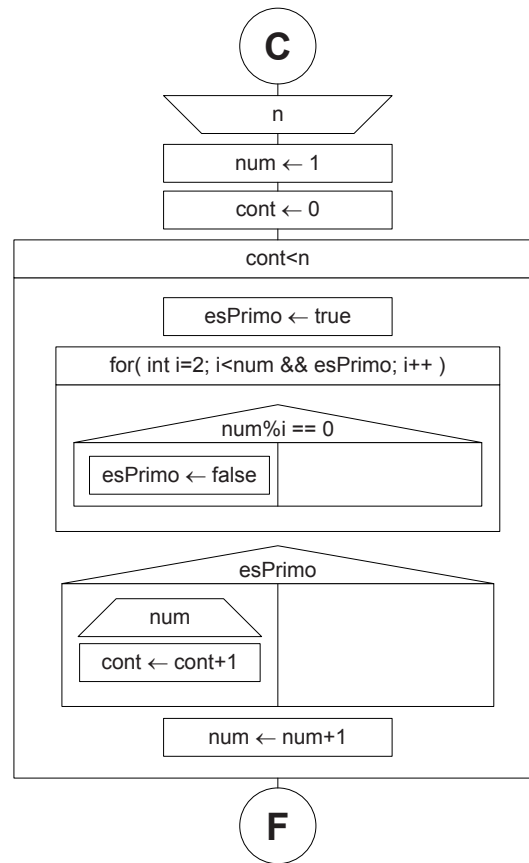 C
n
num ← 1
cont ← 0
cont<n
esPrimo ← true
for( int i=2; i<num && esPrimo; i++ )
num%i == 0
esPrimo ← false
esPrimo
num
cont ← cont+1
num ← num+1
F